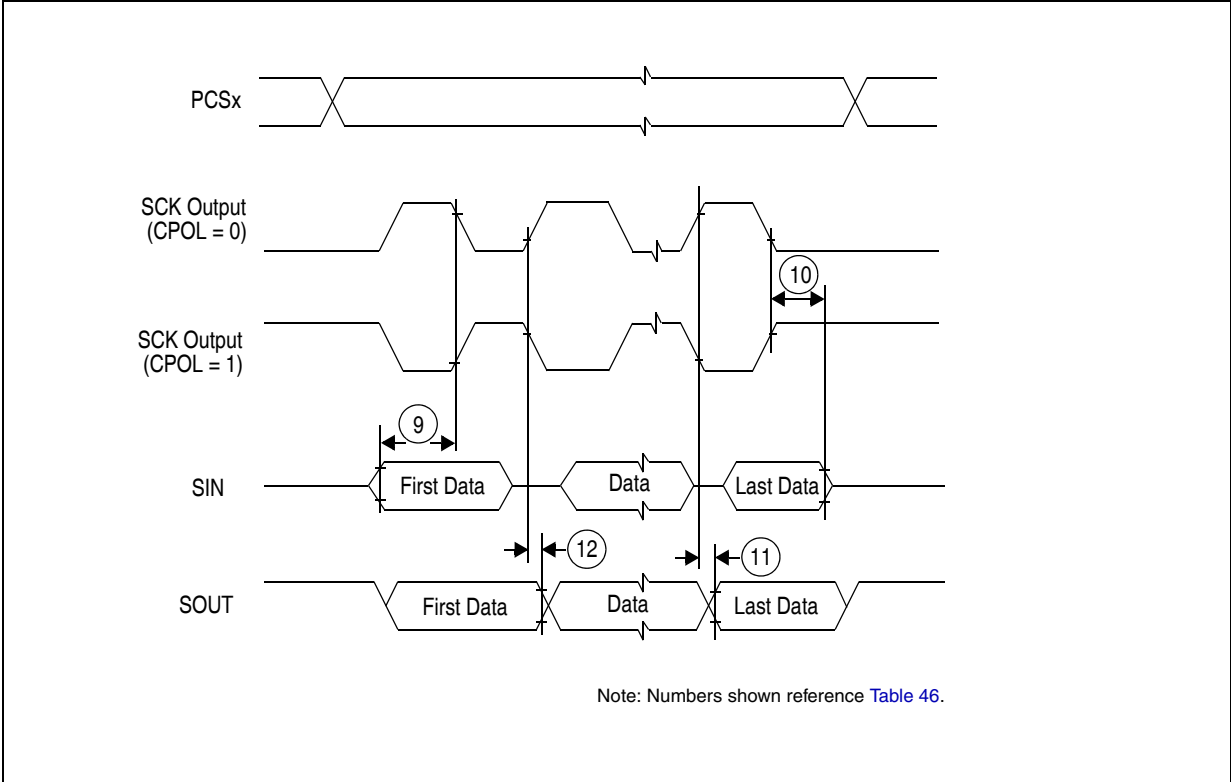 PCSx
SCK Output
(CPOL = 0)
10
SCK Output
(CPOL = 1)
9
SIN
First Data
Data
Last Data
12
11
SOUT
First Data
Data
Last Data
Note: Numbers shown reference Table 46.